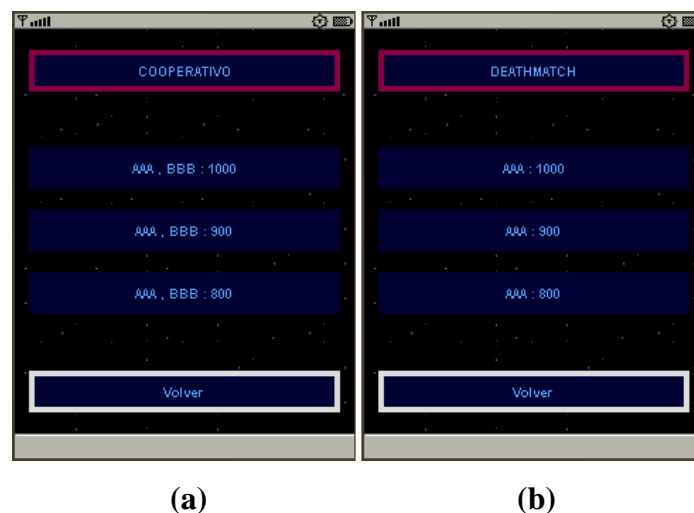 COOPERATIVO
AAA , BBB : 1000
AAA , BBB : 900
AAA , BBB : 800
Volver
(a)
DEATHMATCH
AAA : 1000
AAA : 900
AAA : 800
Volver
(b)